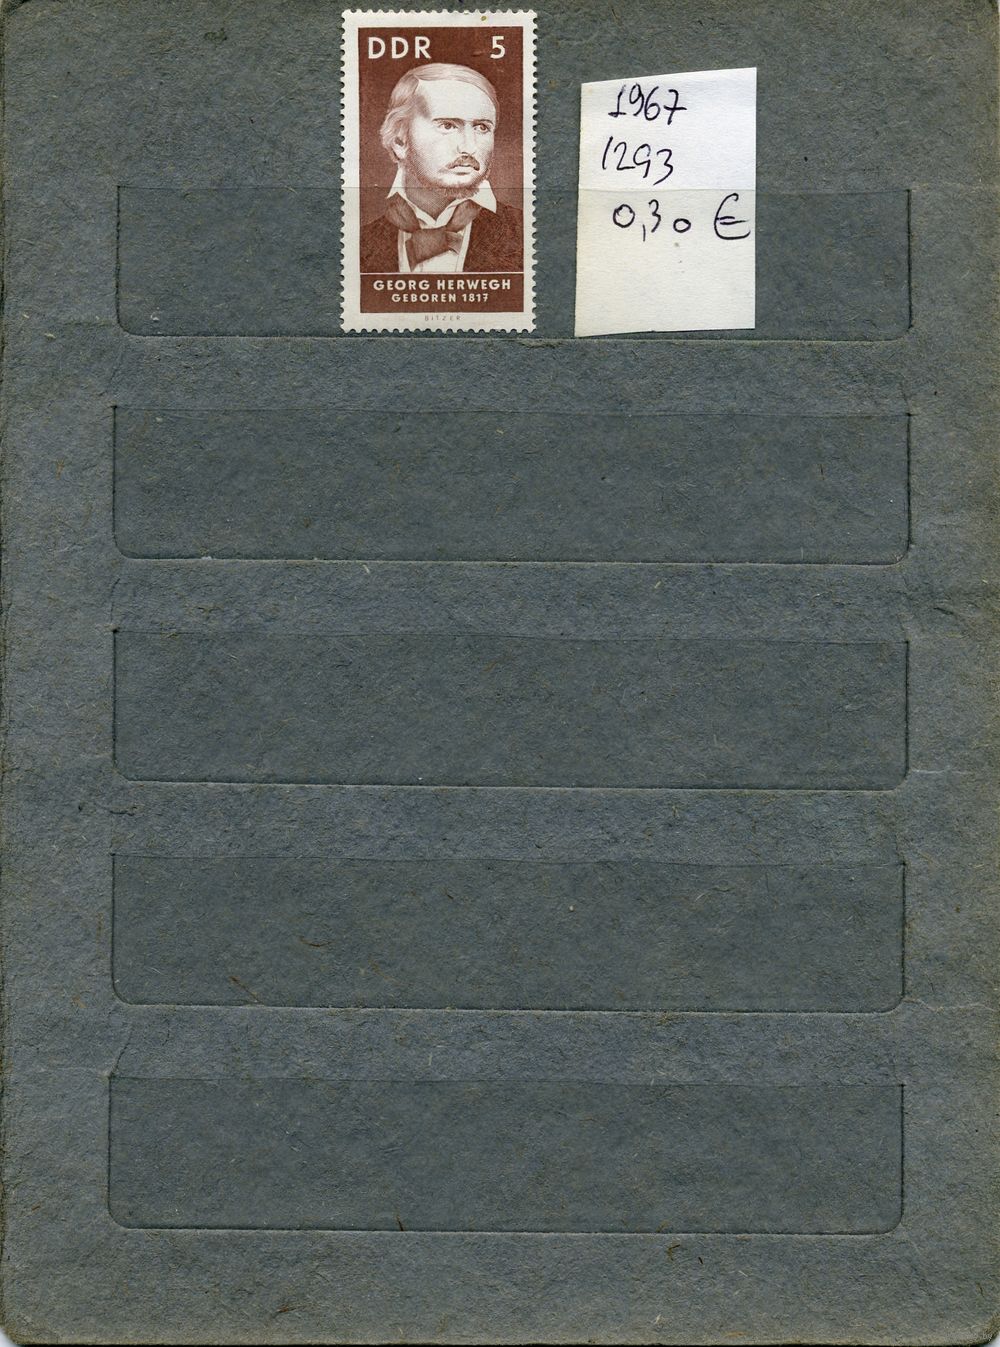 DDR 5
GEORG HERWEGH
GEBOREN 1817
BITZER
1967
1293
0,30 €